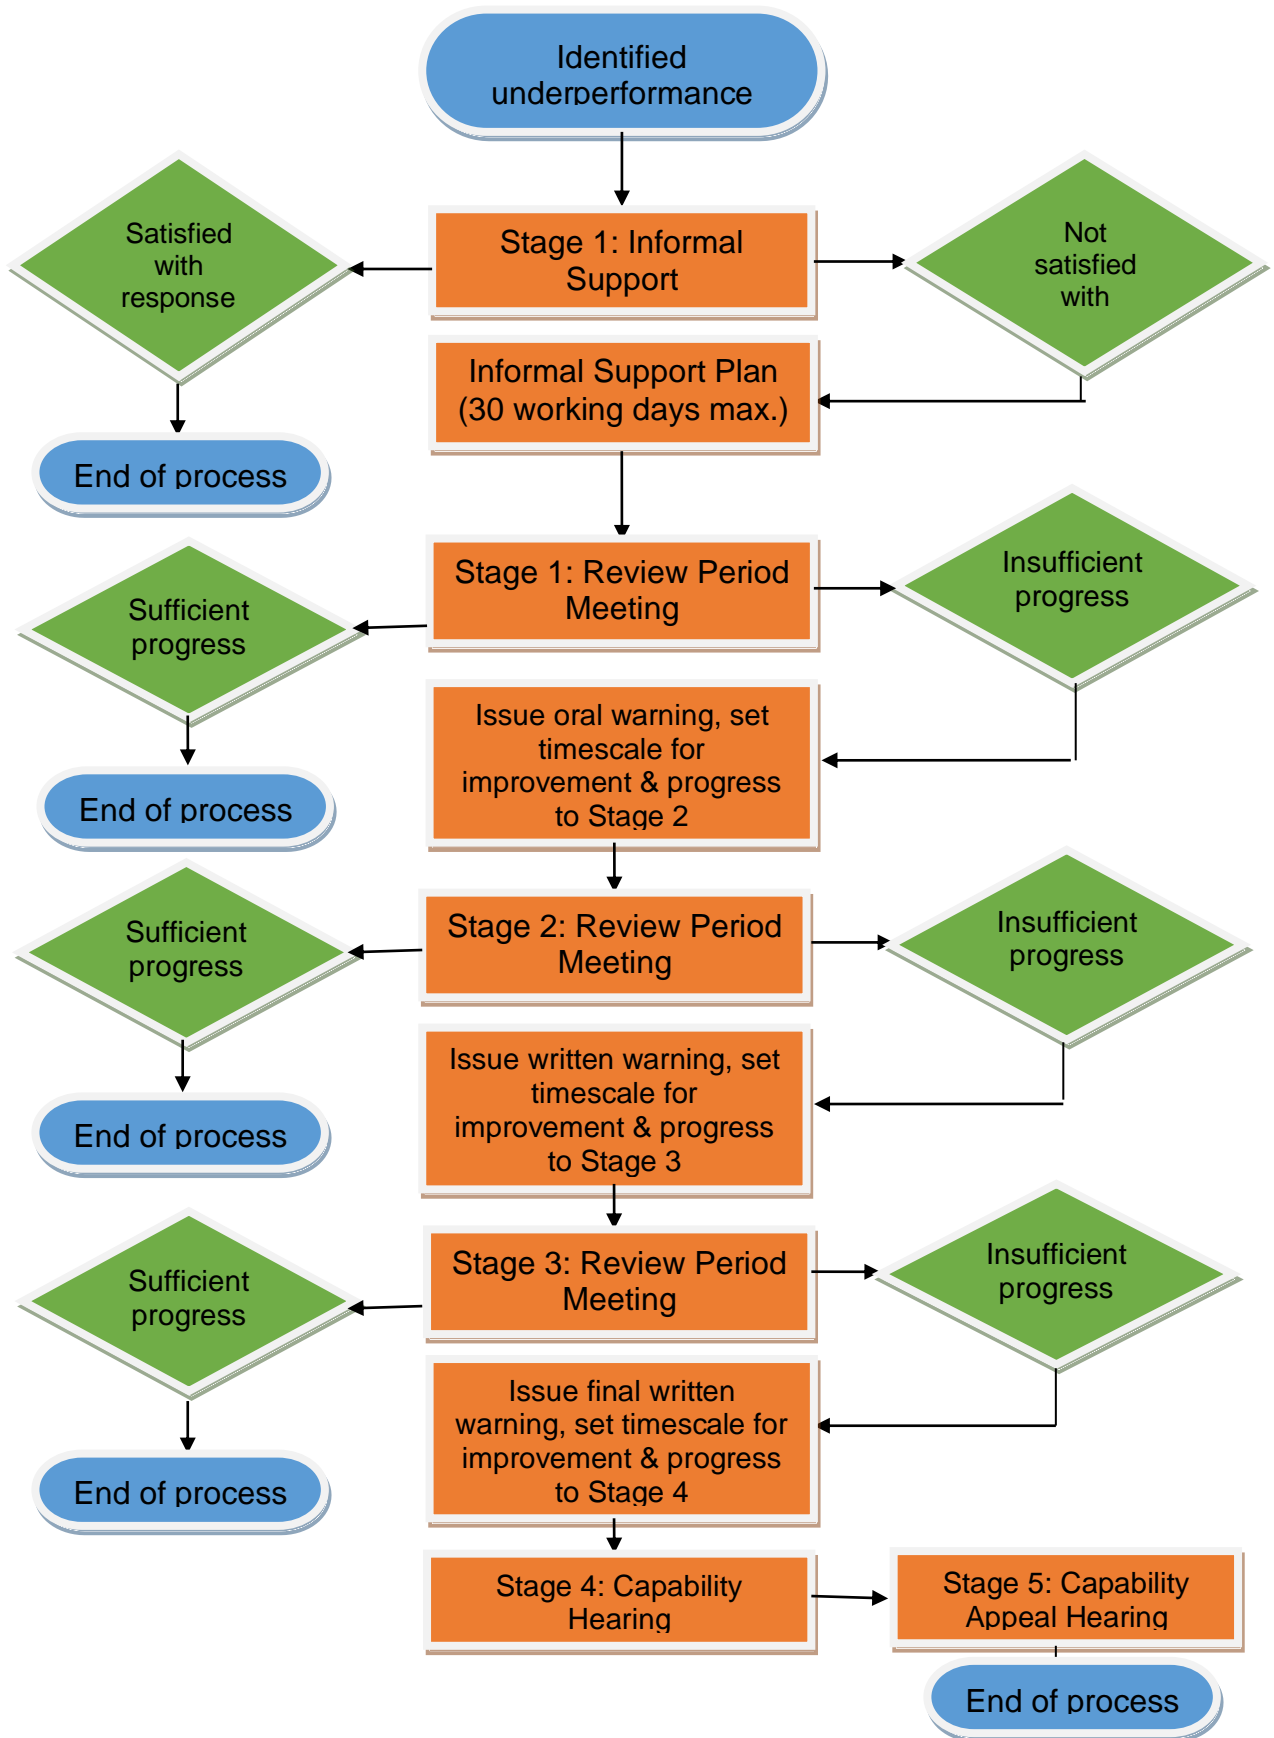 Identified
underperformance
Satisfied
with
response
Stage 1: Informal
Support
Not
satisfied
with
Informal Support Plan
(30 working days max.)
End of process
Stage 1: Review Period
Meeting
Insufficient
progress
Sufficient
progress
Issue oral warning, set
timescale for
improvement & progress
to Stage 2
End of process
Stage 2: Review Period
Meeting
Insufficient
progress
Sufficient
progress
Issue written warning, set
timescale for
improvement & progress
to Stage 3
End of process
Stage 3: Review Period
Meeting
Insufficient
progress
Sufficient
progress
Issue final written
warning, set timescale for
improvement & progress
to Stage 4
End of process
Stage 4: Capability
Hearing
Stage 5: Capability
Appeal Hearing
End of process